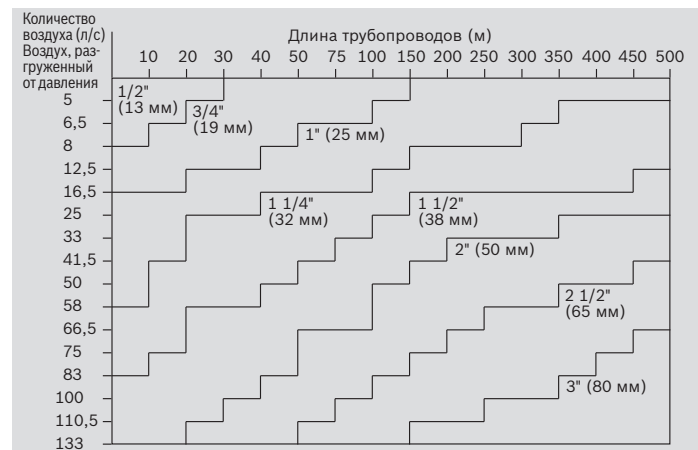 Количество
воздуха (л/с)
Воздух, раз-
груженный
от давления
Длина трубопроводов (м)
10 20 30 40 50 75 100 150 200 250 300 350 400 450 500
1/2"
(13 мм)
3/4"
(19 мм)
1" (25 мм)
1 1/4"
(32 мм)
1 1/2"
(38 мм)
2" (50 мм)
2 1/2"
(65 мм)
3" (80 мм)
5
6,5
8
12,5
16,5
25
33
41,5
50
58
66,5
75
83
100
110,5
133